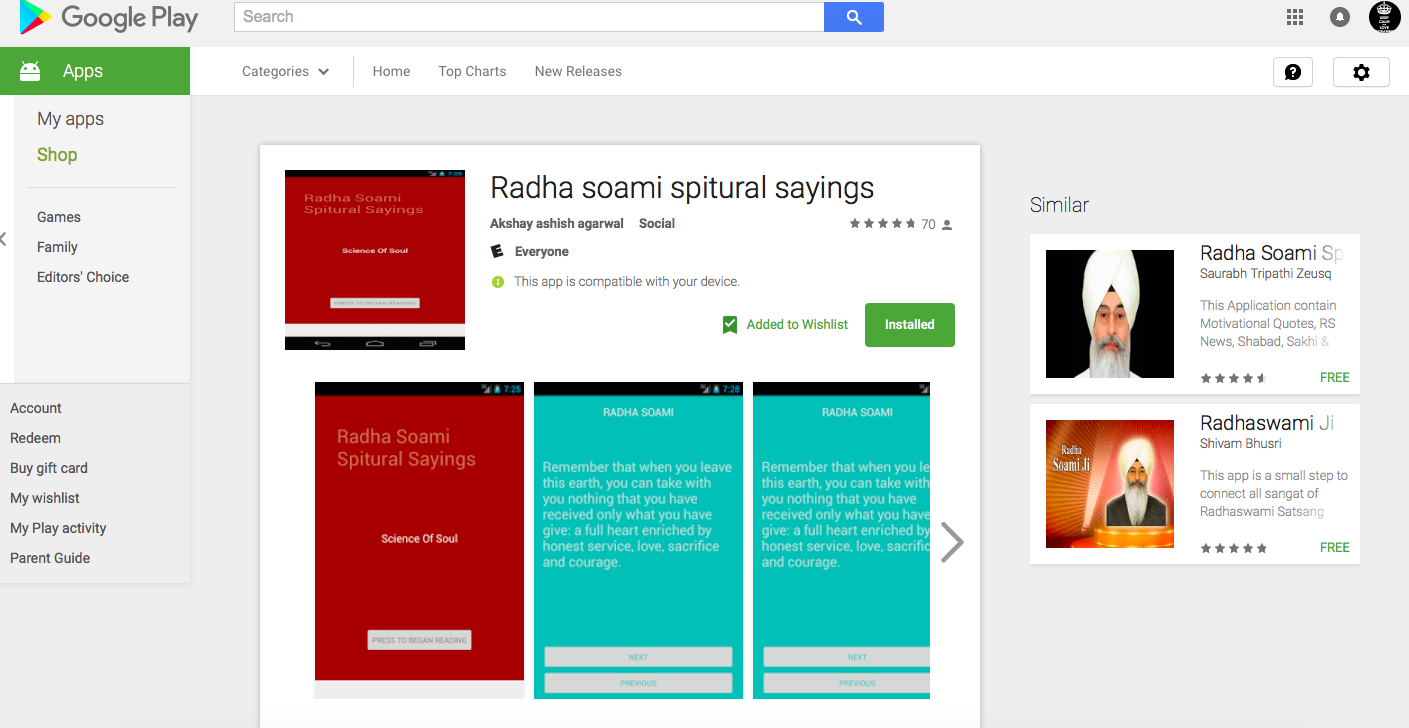 Google Play
Search
KEEP
CALM
Apps
Categories
Home
Top Charts
New Releases
My apps
Shop
Games
Family
Editors' Choice
Account
Redeem
Buy gift card
My wishlist
My Play activity
Parent Guide
7:25
Radha Soami
Spitural Sayings
Science Of Soul
PRESS TO BEGAN READING
Radha soami spitural sayings
Akshay ashish agarwal Social
70
E Everyone
This app is compatible with your device.
Added to Wishlist
Installed
7:25
Radha Soami
Spitural Sayings
Science Of Soul
PRESS TO BEGAN READING
7:28
RADHA SOAMI
Remember that when you leave
this earth, you can take with
you nothing that you have
received only what you have
give: a full heart enriched by
honest service, love, sacrifice
and courage.
NEXT
PREVIOUS
RADHA SOAMI
Remember that when you le
this earth, you can take with
you nothing that you have
received only what you have
give: a full heart enriched by
honest service, love, sacrific
and courage.
NEXT
PREVIOUS
Similar
Radha Soami Sp
Saurabh Tripathi Zeusq
This Application contain
Motivational Quotes, RS
News, Shabad, Sakhi &
FREE
Radha
Soami Ji
Radhaswami Ji
Shivam Bhusri
This app is a small step to
connect all sangat of
Radhaswami Satsang
FREE